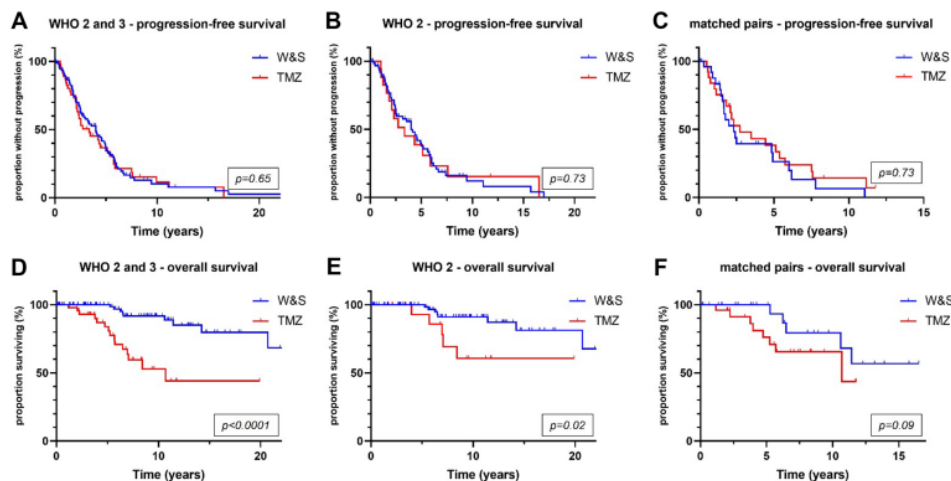 A
WHO 2 and 3 - progression-free survival
proportion without progression (%)
100
50
0
0
10
20
Time (years)
W&S
TMZ
p=0.65
B
WHO 2 - progression-free survival
proportion without progression (%)
100
50
0
0
5
10
15
20
Time (years)
W&S
TMZ
p=0.73
C
matched pairs - progression-free survival
proportion without progression (%)
100
50
0
0
5
10
15
Time (years)
W&S
TMZ
p=0.73
D
WHO 2 and 3 - overall survival
proportion surviving (%)
100
50
0
0
10
20
Time (years)
W&S
TMZ
p<0.0001
E
WHO 2 - overall survival
proportion surviving (%)
100
50
0
0
5
10
15
20
Time (years)
W&S
TMZ
p=0.02
F
matched pairs - overall survival
proportion surviving (%)
100
50
0
0
5
10
15
Time (years)
W&S
TMZ
p=0.09